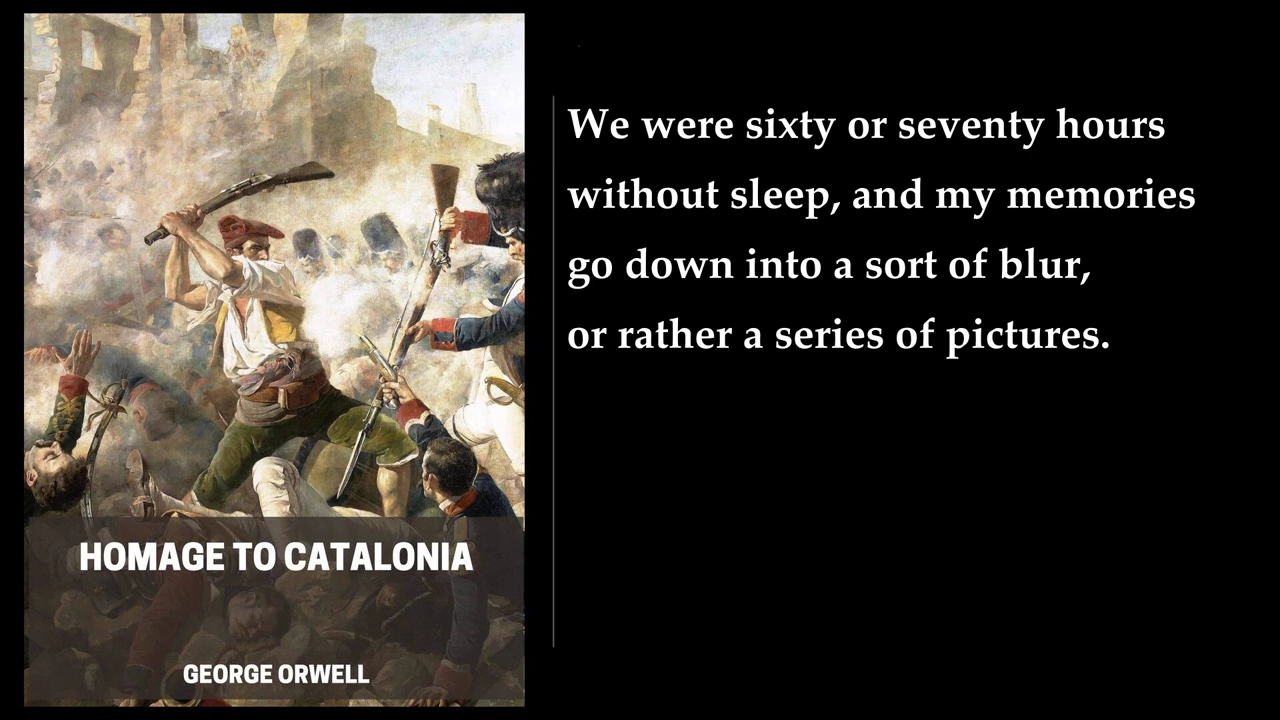 We were sixty or seventy hours
without sleep, and my memories
go down into a sort of blur,
or rather a series of pictures.
HOMAGE TO CATALONIA
GEORGE ORWELL